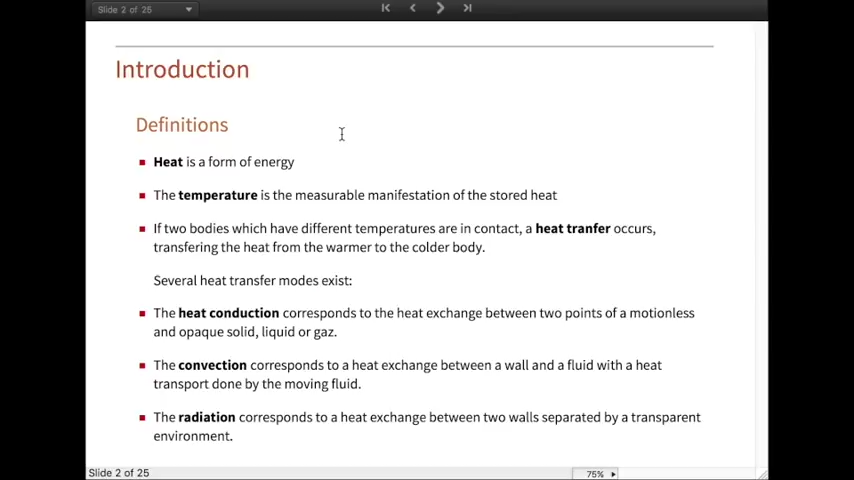 Slide 2 of 25
Introduction
Definitions
Heat is a form of energy
The temperature is the measurable manifestation of the stored heat
If two bodies which have different temperatures are in contact, a heat tranfer occurs,
transfering the heat from the warmer to the colder body.
Several heat transfer modes exist:
The heat conduction corresponds to the heat exchange between two points of a motionless
and opaque solid, liquid or gaz.
The convection corresponds to a heat exchange between a wall and a fluid with a heat
transport done by the moving fluid.
The radiation corresponds to a heat exchange between two walls separated by a transparent
environment.
Slide 2 of 25
75%